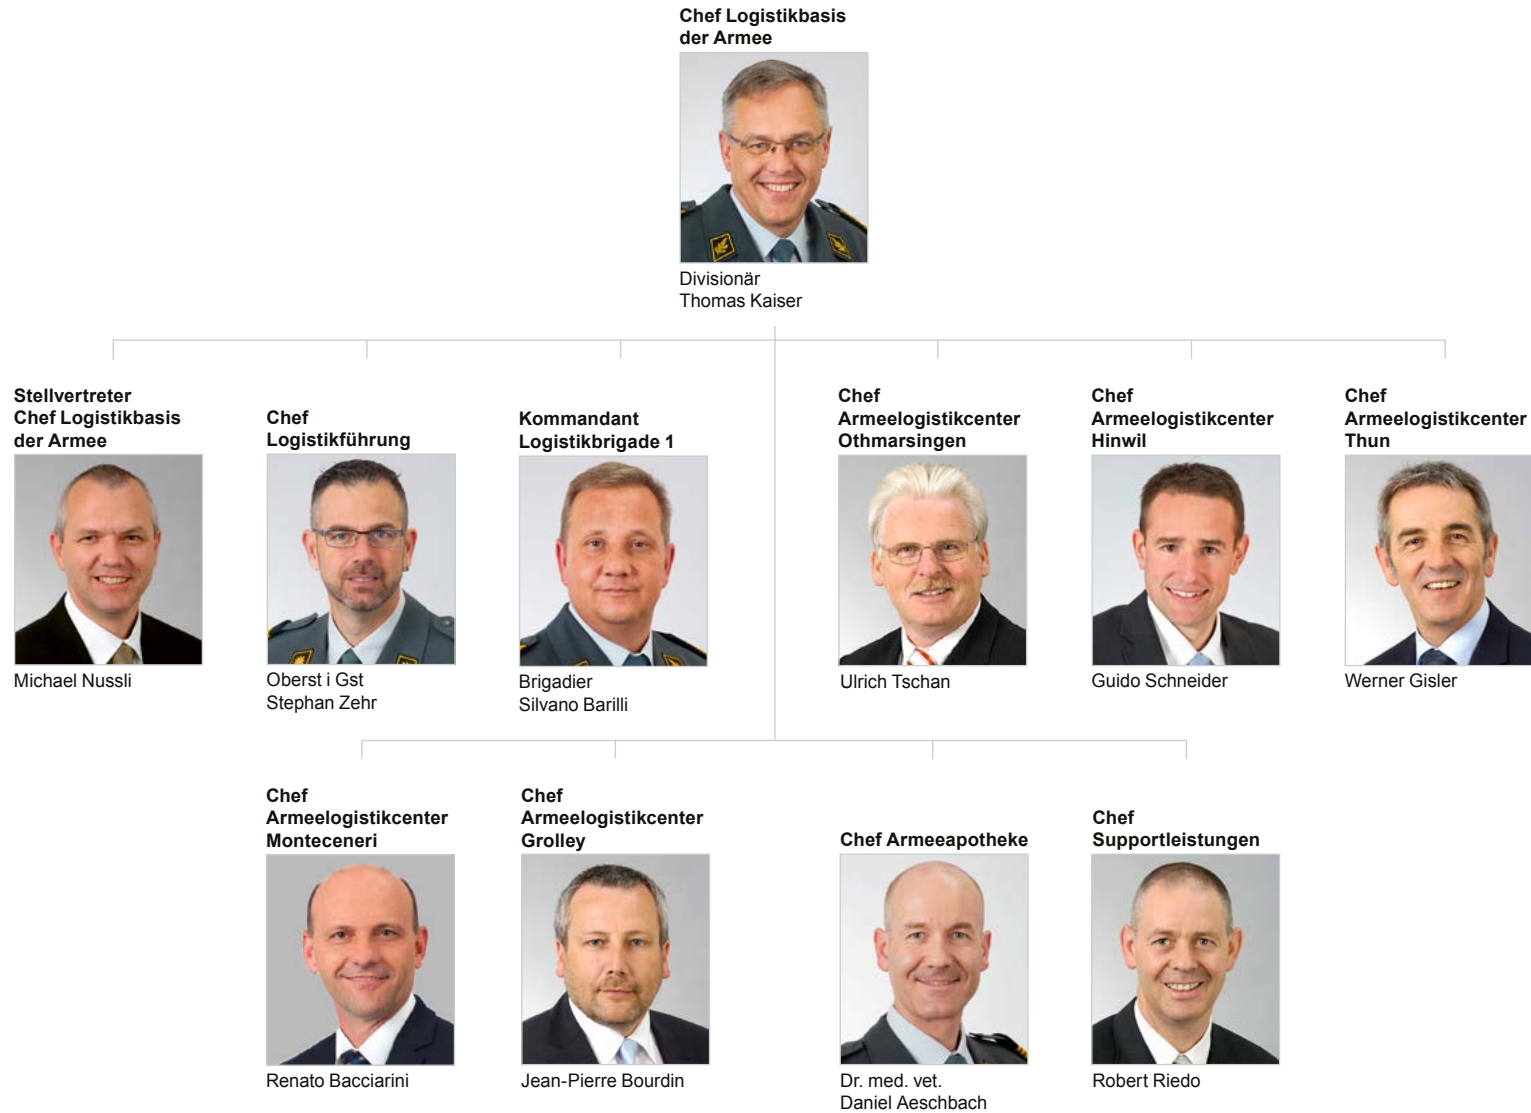 Chef Logistikbasis
der Armee
Divisionär
Thomas Kaiser
Stellvertreter
Chef Logistikbasis
der Armee
Michael Nussli
Chef
Logistikführung
Oberst i Gst
Stephan Zehr
Kommandant
Logistikbrigade 1
Brigadier
Silvano Barilli
Chef
Armeelogistikcenter
Othmarsingen
Ulrich Tschan
Chef
Armeelogistikcenter
Hinwil
Guido Schneider
Chef
Armeelogistikcenter
Thun
Werner Gisler
Chef
Armeelogistikcenter
Monteceneri
Renato Bacciarini
Chef
Armeelogistikcenter
Grolley
Jean-Pierre Bourdin
Chef Armeeapotheke
Dr. med. vet.
Daniel Aeschbach
Chef
Supportleistungen
Robert Riedo